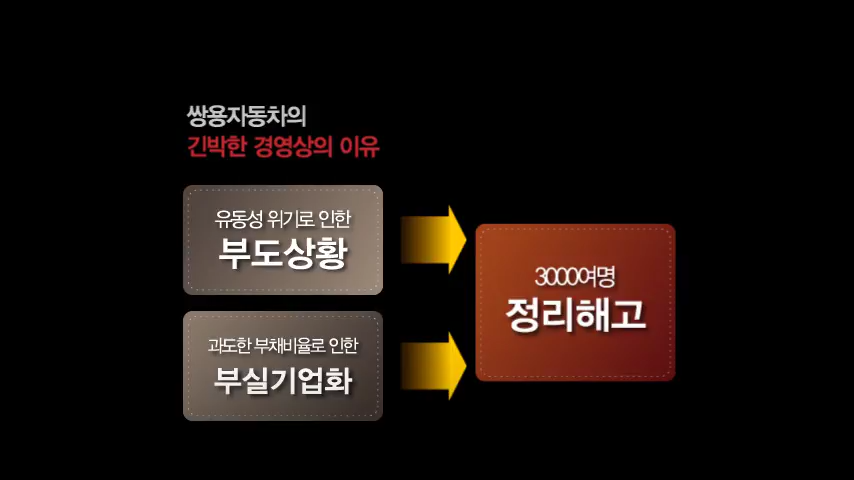 쌍용자동차의
긴박한 경영상의 이유
유동성 위기로 인한
부도상황
과도한 부채비율로 인한
부실기업화
3000여명
정리해고